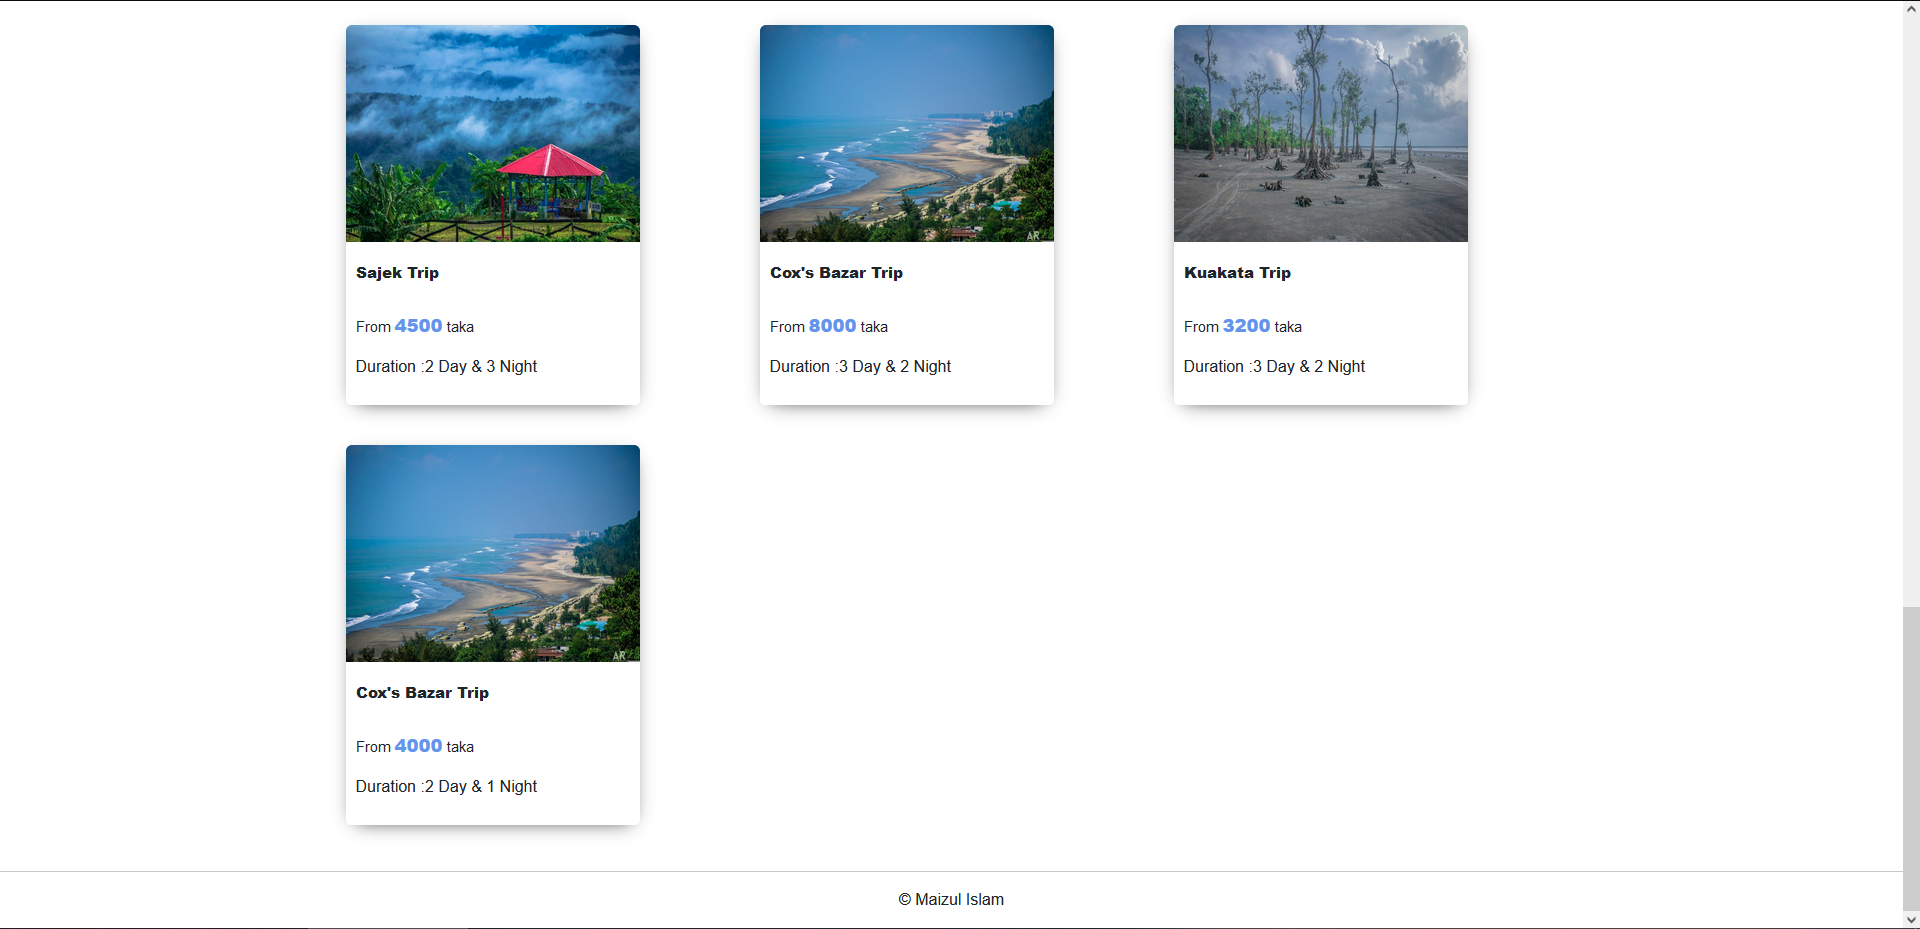 AR
Sajek Trip
From 4500 taka
Duration :2 Day & 3 Night
Cox's Bazar Trip
From 8000 taka
Duration :3 Day & 2 Night
Kuakata Trip
From 3200 taka
Duration :3 Day & 2 Night
AR
Cox's Bazar Trip
From 4000 taka
Duration :2 Day & 1 Night
© Maizul Islam